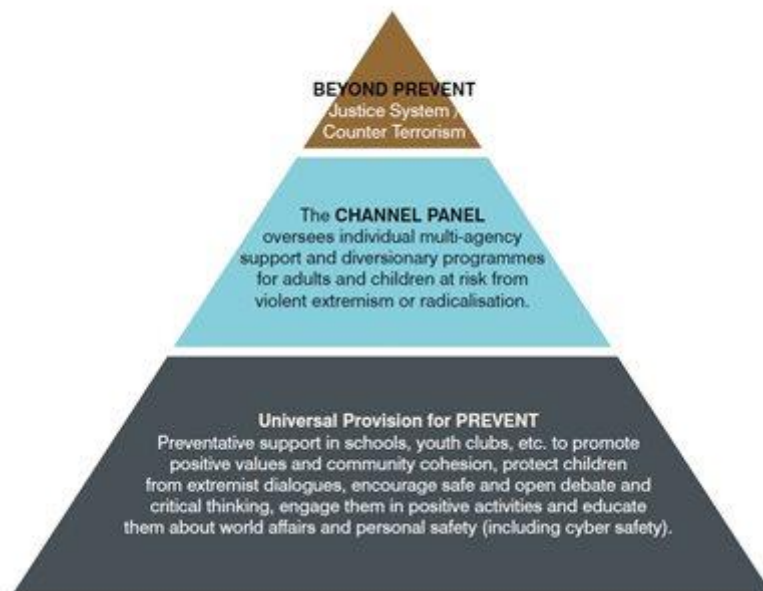 BEYOND PREVENT
Justice System /
Counter Terrorism
The CHANNEL PANEL
oversees individual multi-agency
support and diversionary programmes
for adults and children at risk from
violent extremism or radicalisation.
Universal Provision for PREVENT
Preventative support in schools, youth clubs, etc. to promote
positive values and community cohesion, protect children
from extremist dialogues, encourage safe and open debate and
critical thinking, engage them in positive activities and educate
them about world affairs and personal safety (including cyber safety).